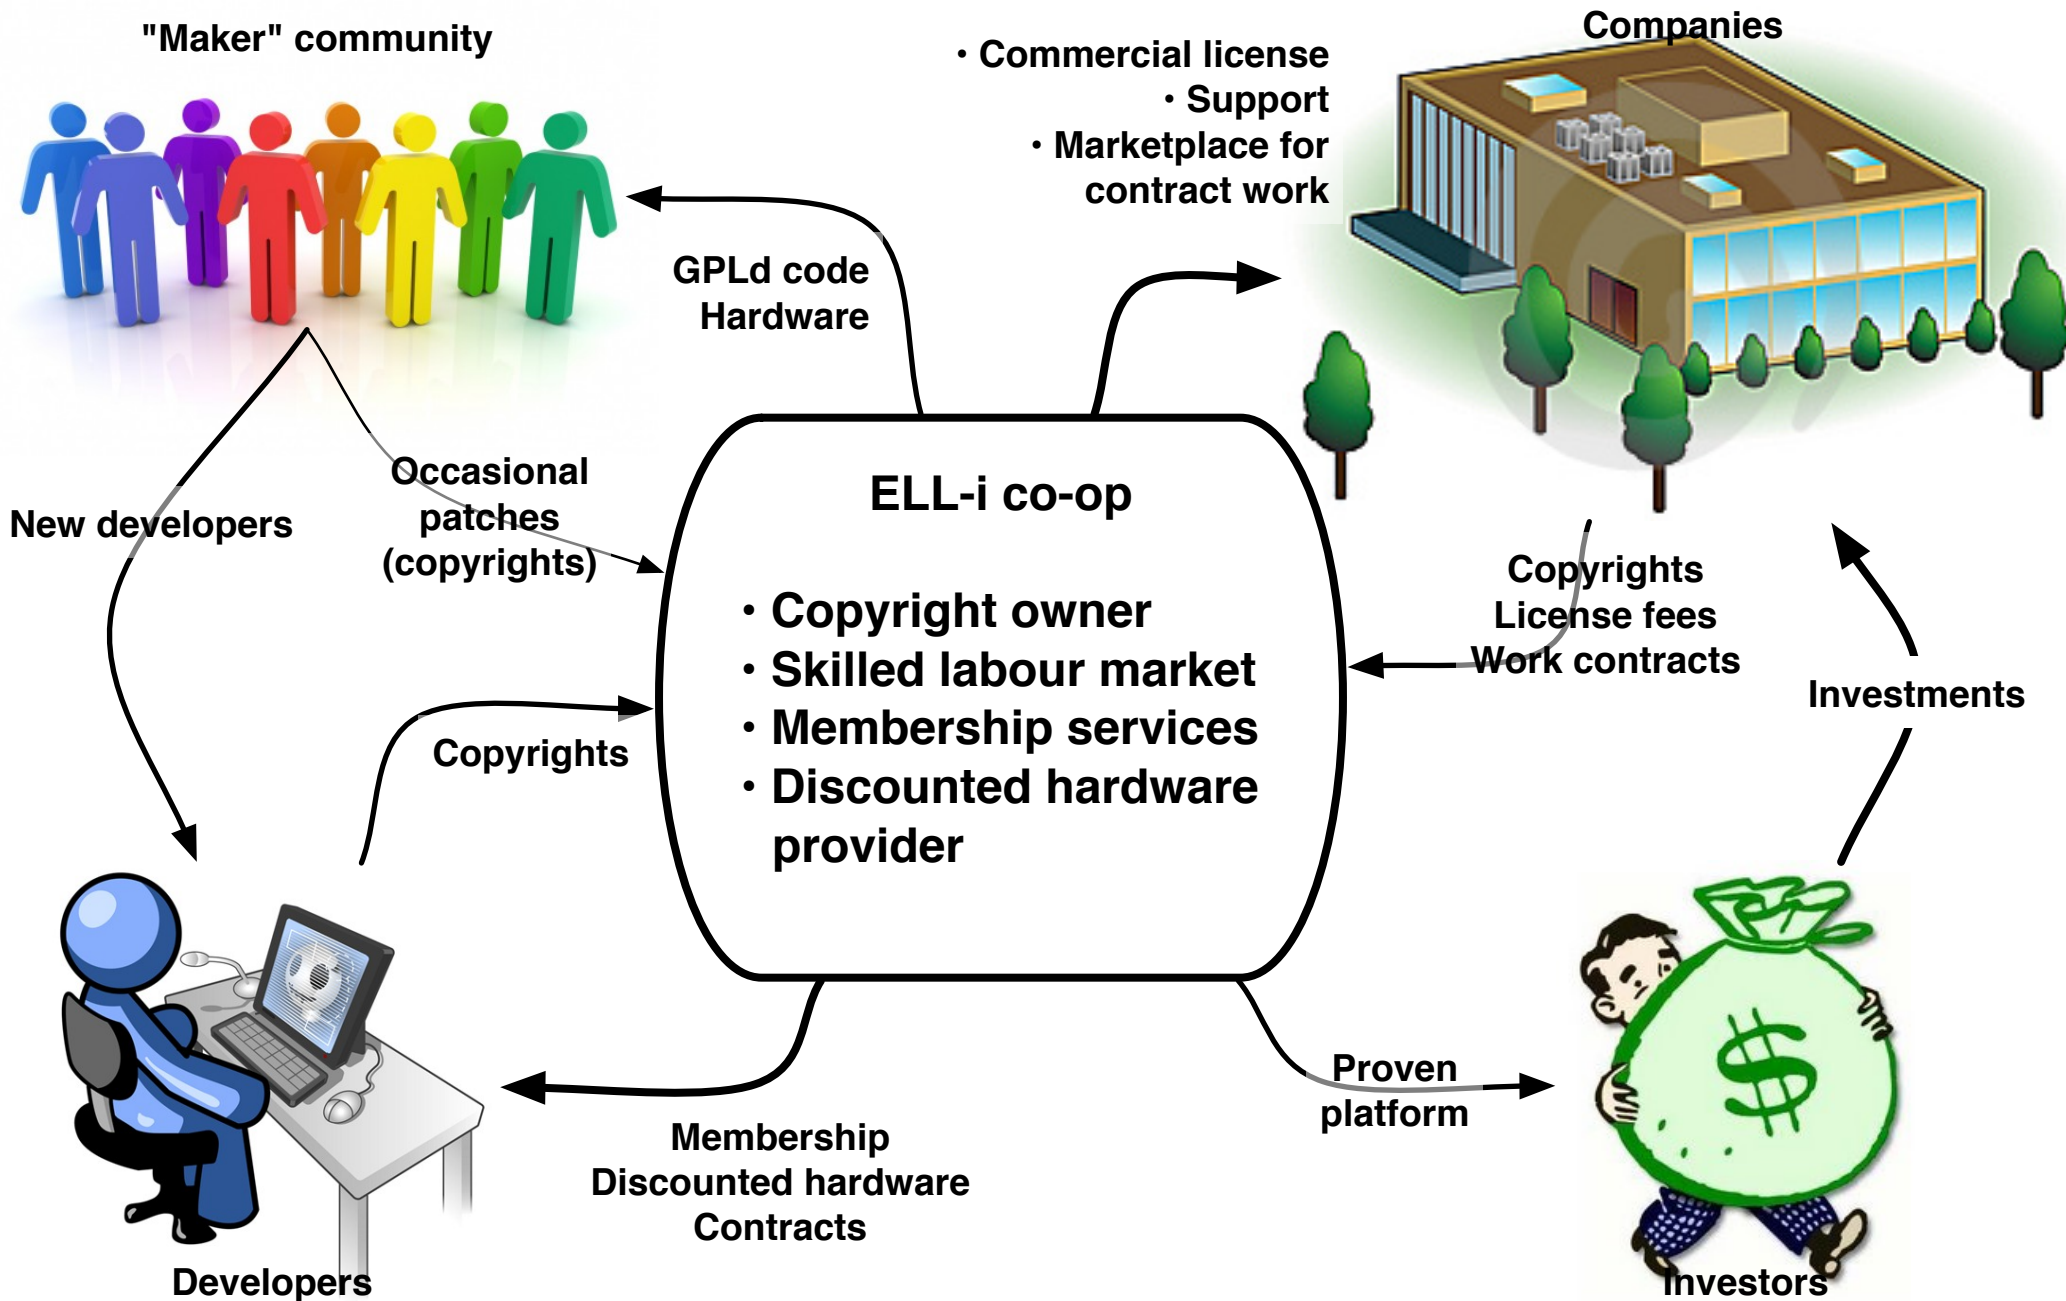 "Maker" community
Companies
• Commercial license
• Support
• Marketplace for
contract work
GPLd code
Hardware
Occasional
patches
(copyrights)
New developers
ELL-i co-op
• Copyright owner
• Skilled labour market
• Membership services
• Discounted hardware
provider
Copyrights
License fees
Work contracts
Investments
Copyrights
Proven
platform
Membership
Discounted hardware
Contracts
$
Developers
Investors